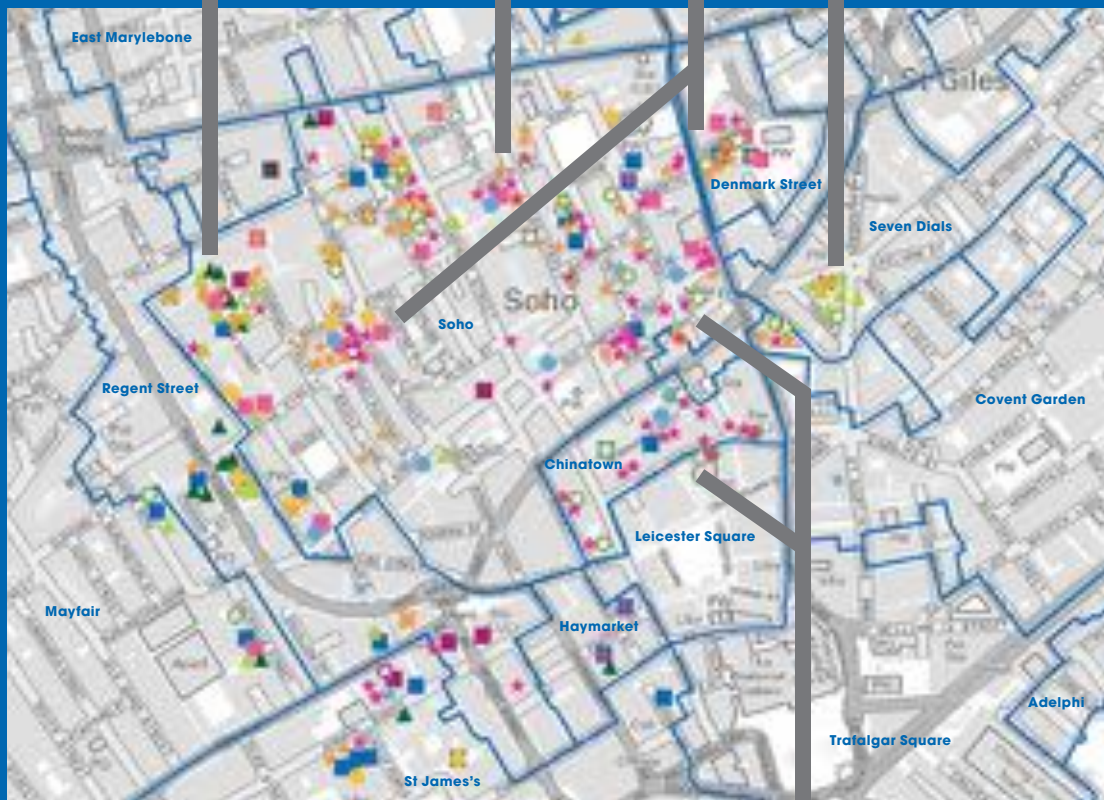 East Marylebone
St Giles
Denmark Street
Seven Dials
Soho
Soho
Regent Street
Covent Garden
Chinatown
Leicester Square
Mayfair
Haymarket
Adelphi
Trafalgar Square
St James's